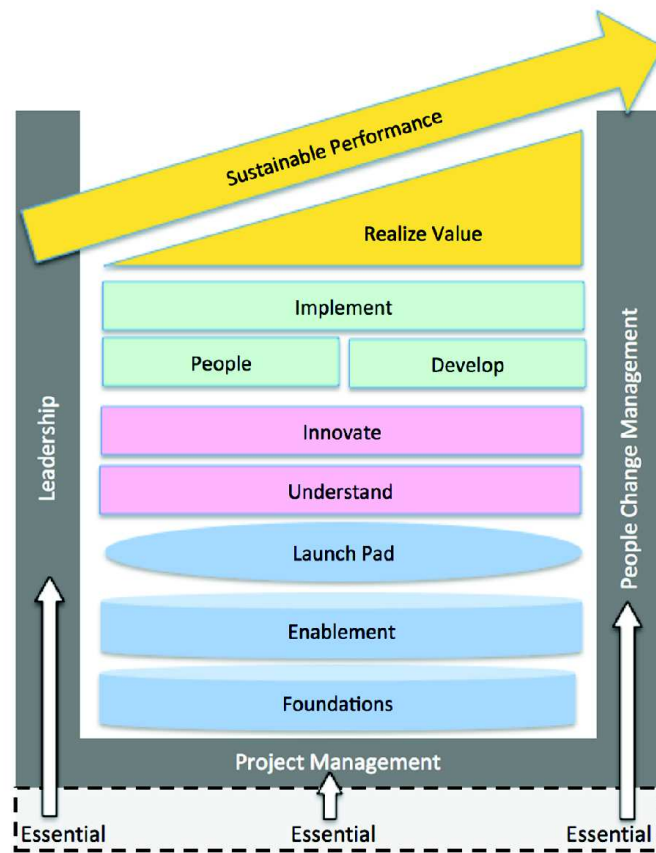 Sustainable Performance
Realize Value
Implement
People
Develop
Innovate
Understand
Launch Pad
Enablement
Foundations
Leadership
People Change Management
Project Management
Essential
Essential
Essential